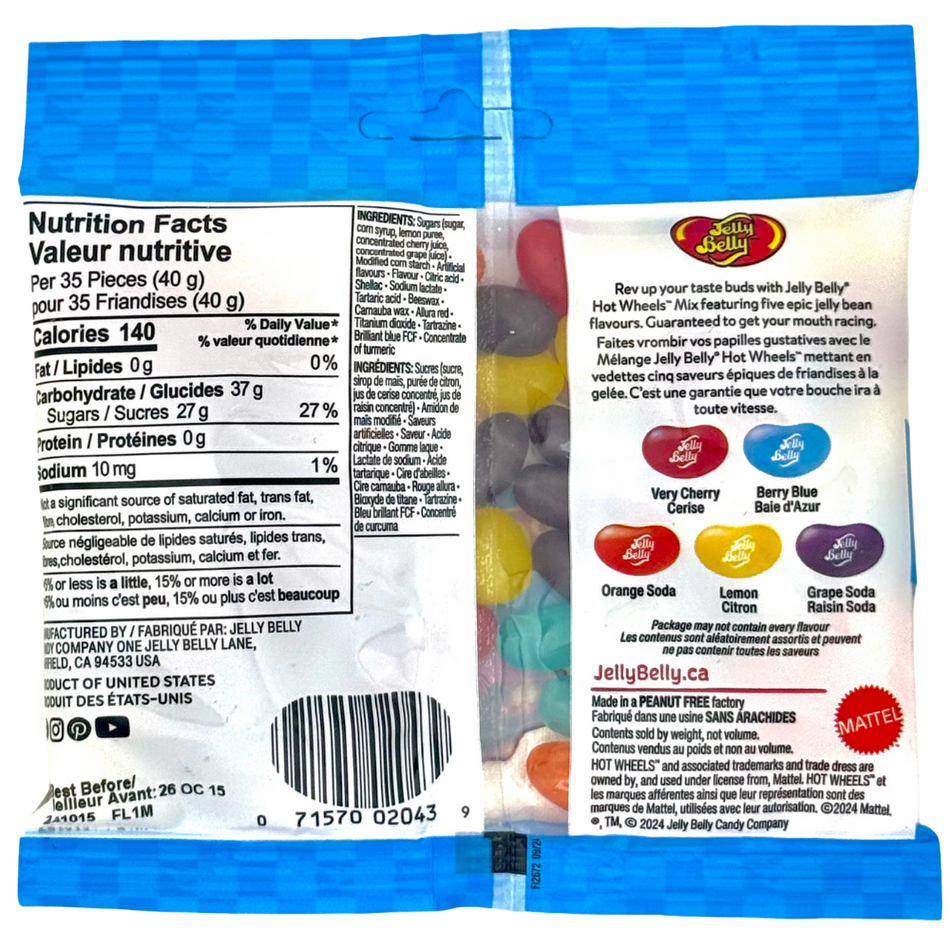 Nutrition Facts
Valeur nutritive
Per 35 Pieces (40 g)
pour 35 Friandises (40 g)
Calories 140
% Daily Value*
% valeur quotidienne*
Fat / Lipides 0 g 0%
Carbohydrate / Glucides 37 g
Sugars / Sucres 27 g 27 %
Protein / Protéines 0 g
Sodium 10 mg 1%
a significant source of saturated fat, trans fat,
cholesterol, potassium, calcium or iron.
négligeable de lipides saturés, lipides trans,
cholestérol, potassium, calcium et fer.
or less is a little, 15% or more is a lot
ou moins c'est peu, 15% ou plus c'est beaucoup
BY / FABRIQUÉ PAR: JELLY BELLY
COMPANY ONE JELLY BELLY LANE,
CA 94533 USA
OF UNITED STATES
DES ÉTATS-UNIS
Before/
Avant: 26 OC 15
241015 FL1M
INGREDIENTS: Sugars (sugar,
corn syrup, lemon puree,
concentrated cherry juice,
concentrated grape juice) •
Modified corn starch • Artificial
flavours • Flavour • Citric acid •
Shellac • Sodium lactate •
Tartaric acid • Beeswax •
Carnauba wax • Allura red •
Titanium dioxide • Tartrazine •
Brilliant blue FCF • Concentrate
of turmeric
INGRÉDIENTS: Sucres (sucre,
sirop de maïs, purée de citron,
jus de cerise concentré, jus de
raisin concentré) • Amidon de
maïs modifié • Saveurs
artificielles • Saveur • Acide
citrique • Gomme laque •
Lactate de sodium • Acide
tartarique • Cire d'abeilles •
Cire carnauba • Rouge allura •
Bioxyde de titane • Tartrazine •
Bleu brillant FCF • Concentré
de curcuma
0 71570 02043 9
FI2672 09/24
Jelly
Belly
Rev up your taste buds with Jelly Belly®
Hot Wheels™ Mix featuring five epic jelly bean
flavours. Guaranteed to get your mouth racing.
Faites vrombir vos papilles gustatives avec le
Mélange Jelly Belly® Hot Wheels™ mettant en
vedettes cinq saveurs épiques de friandises à la
gelée. C'est une garantie que votre bouche ira à
toute vitesse.
Jelly Belly
Jelly Belly
Very Cherry
Cerise
Berry Blue
Baie d'Azur
Jelly Belly
Jelly Belly
Jelly Belly
Orange Soda
Lemon
Citron
Grape Soda
Raisin Soda
Package may not contain every flavour
Les contenus sont aléatoirement assortis et peuvent
ne pas contenir toutes les saveurs
JellyBelly.ca
Made in a PEANUT FREE factory
Fabriqué dans une usine SANS ARACHIDES
Contents sold by weight, not volume.
Contenus vendus au poids et non au volume.
MATTEL
HOT WHEELS™ and associated trademarks and trade dress are
owned by, and used under license from, Mattel. HOT WHEELS™ et
les marques afférentes ainsi que leur représentation sont des
marques de Mattel, utilisées avec leur autorisation. ©2024 Mattel.
®, TM, © 2024 Jelly Belly Candy Company